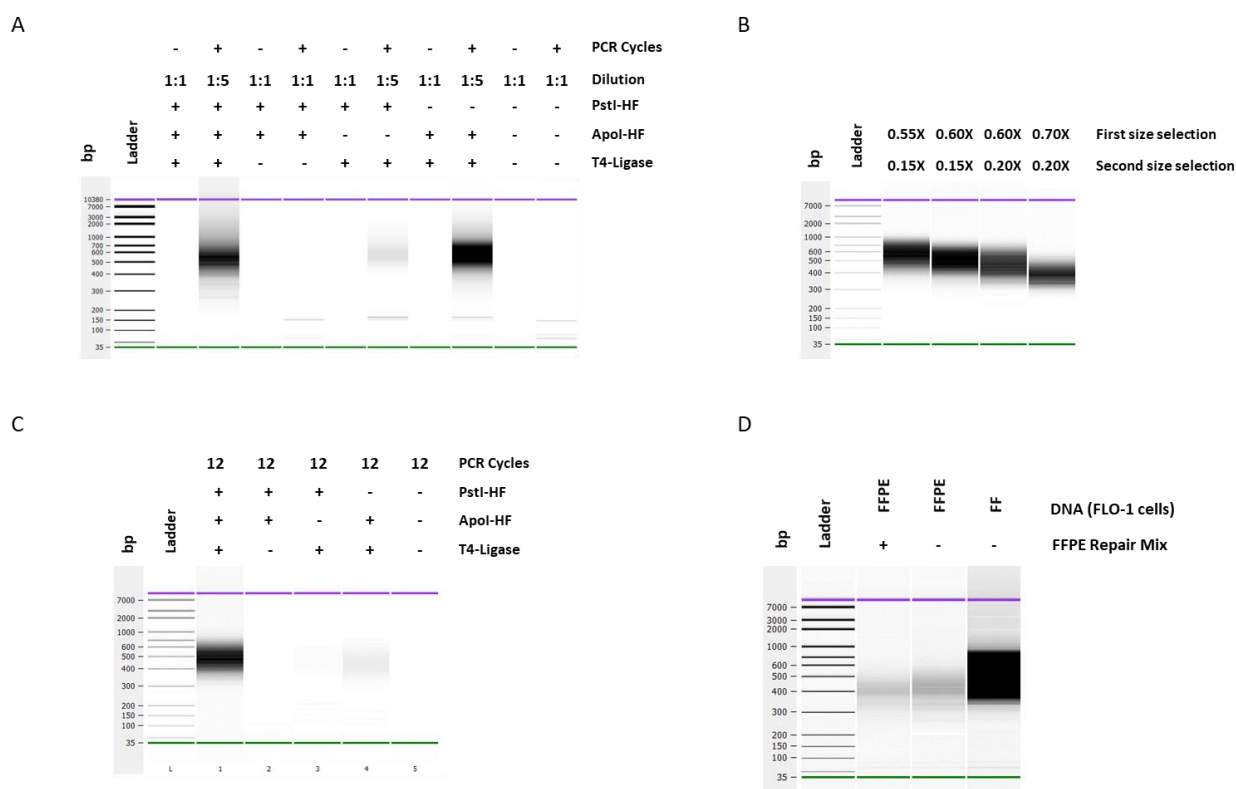 A
- + - + - + - + - + PCR Cycles
1:1 1:5 1:1 1:1 1:1 1:5 1:1 1:5 1:1 1:1 Dilution
+ + + + + + - - - - PstI-HF
+ + + + - - + + - - ApoI-HF
+ + - - + + + + - - T4-Ligase
bp Ladder
10380
7000
3000
2000
1000
700
600
500
400
300
200
150
100
35
B
0.55X 0.60X 0.60X 0.70X First size selection
0.15X 0.15X 0.20X 0.20X Second size selection
bp Ladder
7000
2000
1000
600
500
400
300
200
150
100
35
C
12 12 12 12 12 PCR Cycles
+ + + - - PstI-HF
+ + - + - ApoI-HF
+ - + + - T4-Ligase
bp Ladder
7000
2000
1000
600
500
400
300
200
150
100
35
L 1 2 3 4 5
D
FFPE FFPE FF DNA (FLO-1 cells)
+ - - FFPE Repair Mix
bp Ladder
7000
3000
2000
1000
600
500
400
300
200
150
100
35